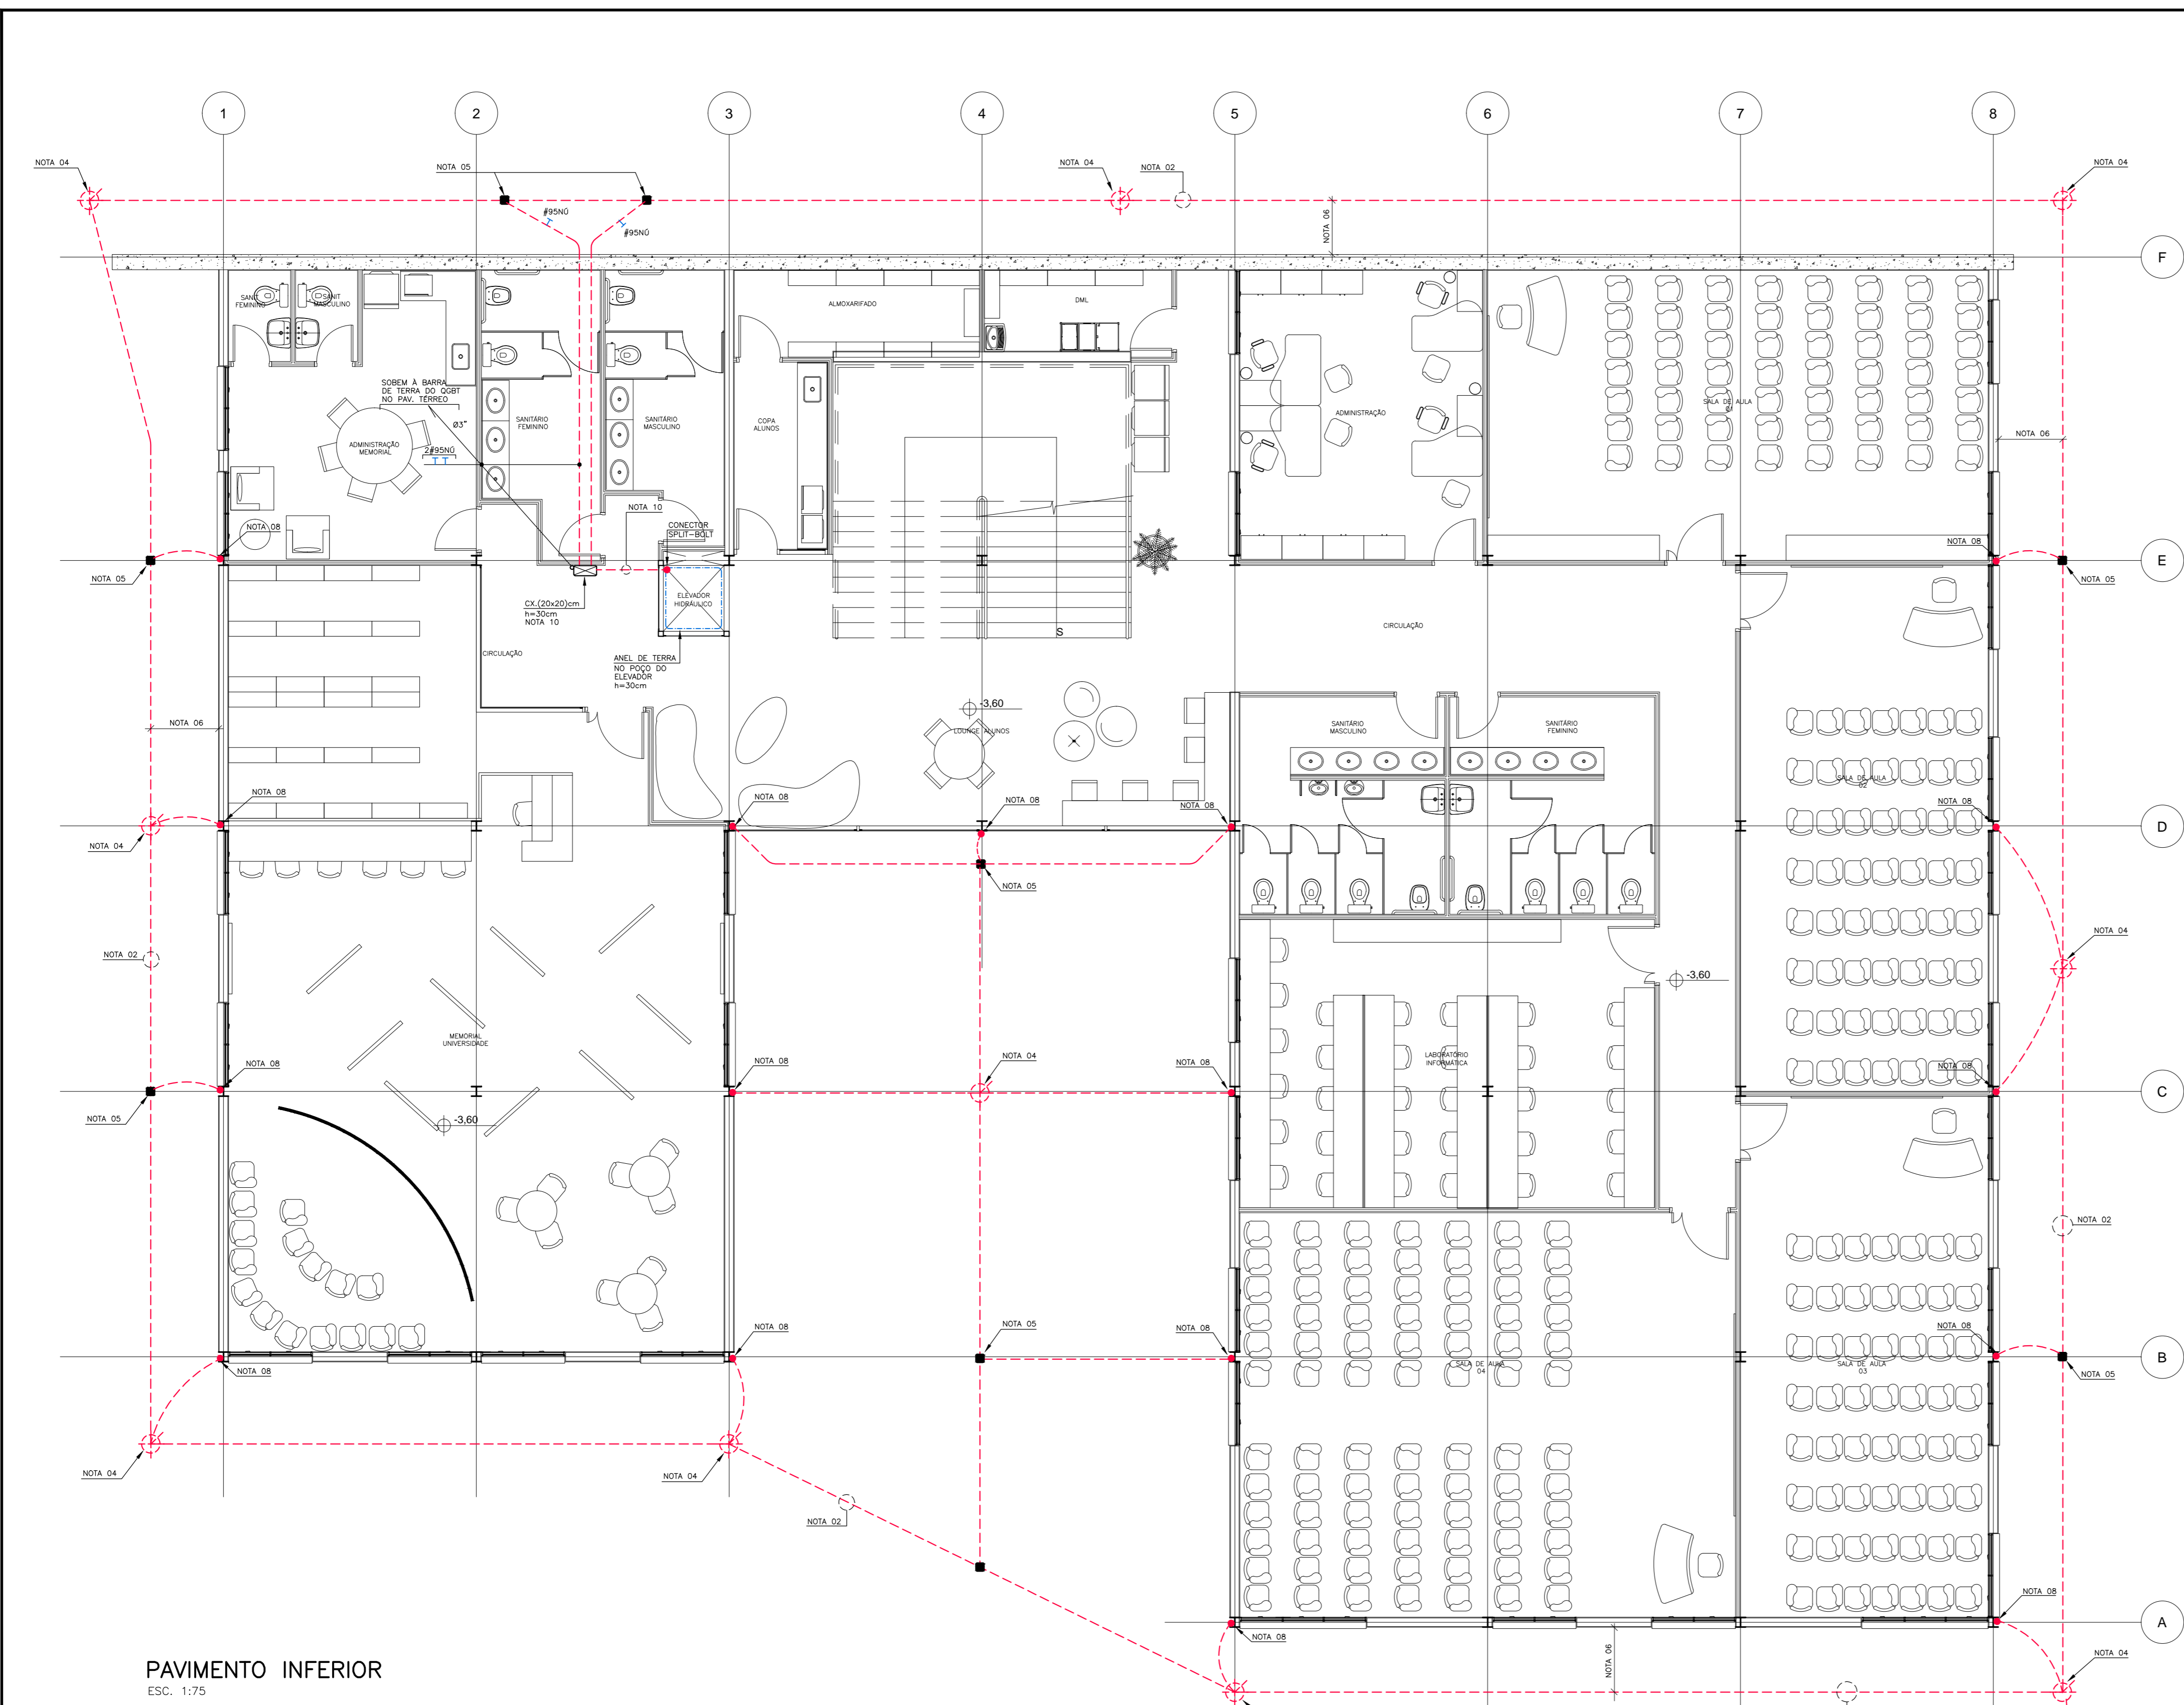 1
2
3
4
5
6
7
8
NOTA 04
NOTA 05
NOTA 04
NOTA 02
NOTA 04
#95NÚ
#95NÚ
NOTA 06
F
SANIT
FEMININO
SANIT
MASCULINO
ALMOXARIFADO
DML
SOBEM À BARRA
DE TERRA DO QGBT
NO PAV. TÉRREO
Ø3"
SANITÁRIO
FEMININO
SANITÁRIO
MASCULINO
COPA
ALUNOS
ADMINISTRAÇÃO
SALA DE AULA
01
NOTA 06
ADMINISTRAÇÃO
MEMORIAL
2#95NÚ
NOTA 10
NOTA 08
CONECTOR
SPLIT-BOLT
NOTA 08
E
NOTA 05
NOTA 05
CX.(20x20)cm
h=30cm
NOTA 10
ELEVADOR
HIDRÁULICO
S
CIRCULAÇÃO
CIRCULAÇÃO
ANEL DE TERRA
NO POÇO DO
ELEVADOR
h=30cm
-3,60
LOUNGE ALUNOS
NOTA 06
SANITÁRIO
MASCULINO
SANITÁRIO
FEMININO
SALA DE AULA
02
NOTA 08
NOTA 08
NOTA 08
NOTA 08
NOTA 08
D
NOTA 04
NOTA 05
NOTA 04
NOTA 02
-3,60
MEMORIAL
UNIVERSIDADE
LABORATÓRIO
INFORMÁTICA
NOTA 08
NOTA 08
NOTA 04
NOTA 08
NOTA 08
C
NOTA 05
-3,60
NOTA 02
NOTA 08
NOTA 05
NOTA 08
NOTA 08
B
NOTA 08
SALA DE AULA
04
SALA DE AULA
03
NOTA 05
NOTA 04
NOTA 04
NOTA 02
NOTA 08
A
NOTA 08
NOTA 06
NOTA 04
PAVIMENTO INFERIOR
ESC. 1:75